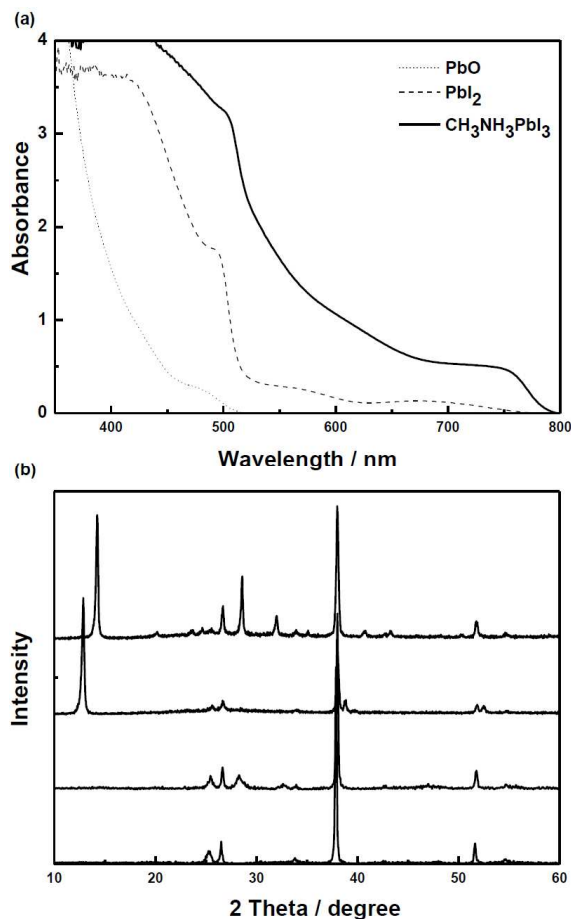 (a)
4
3
2
1
0
Absorbance
PbO
PbI2
CH3NH3PbI3
400 500 600 700 800
Wavelength / nm
(b)
Intensity
10 20 30 40 50 60
2 Theta / degree